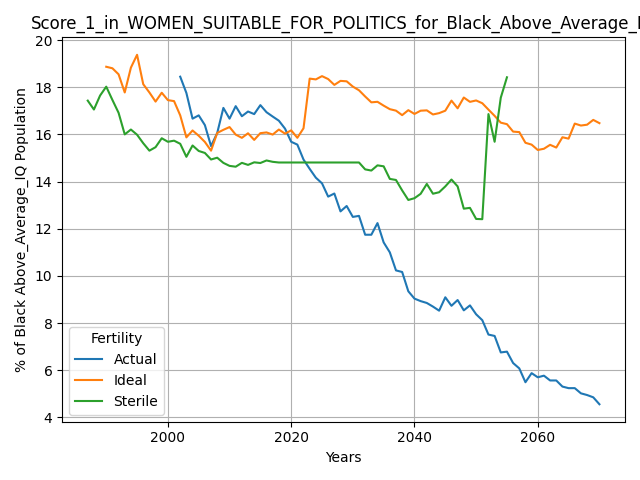 Score_1_in_WOMEN_SUITABLE_FOR_POLITICS_for_Black_Above_Average_I
20
18
16
14
12
10
8
6
4
% of Black Above_Average_IQ Population
Fertility
Actual
Ideal
Sterile
2000
2020
2040
2060
Years